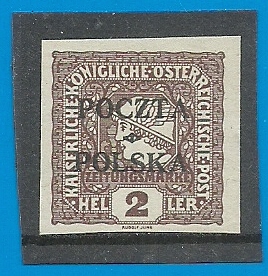 KAISERLICHE·KÖNIGLICHE·ÖSTERREICHISCHE·POST
POCZTA
POLSKA
ZEITUNGSMARKE
HEL 2 LER
RUDOLF JUNK